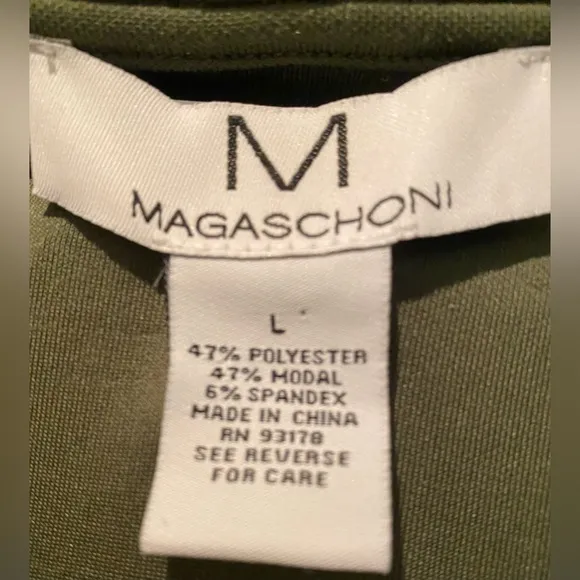 M
MAGASCHONI
L
47% POLYESTER
47% MODAL
6% SPANDEX
MADE IN CHINA
RN 93178
SEE REVERSE
FOR CARE